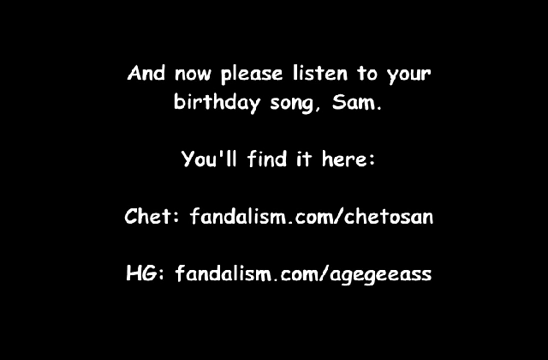 And now please listen to your
birthday song, Sam.
You'll find it here:
Chet: fandalism.com/chetosan
HG: fandalism.com/agegeeass